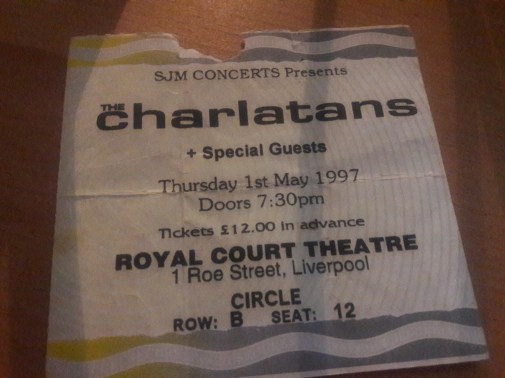 SJM CONCERTS Presents
THE
charlatans
+ Special Guests
Thursday 1st May 1997
Doors 7:30pm
Tickets £12.00 in advance
ROYAL COURT THEATRE
1 Roe Street, Liverpool
CIRCLE
ROW: B SEAT: 12